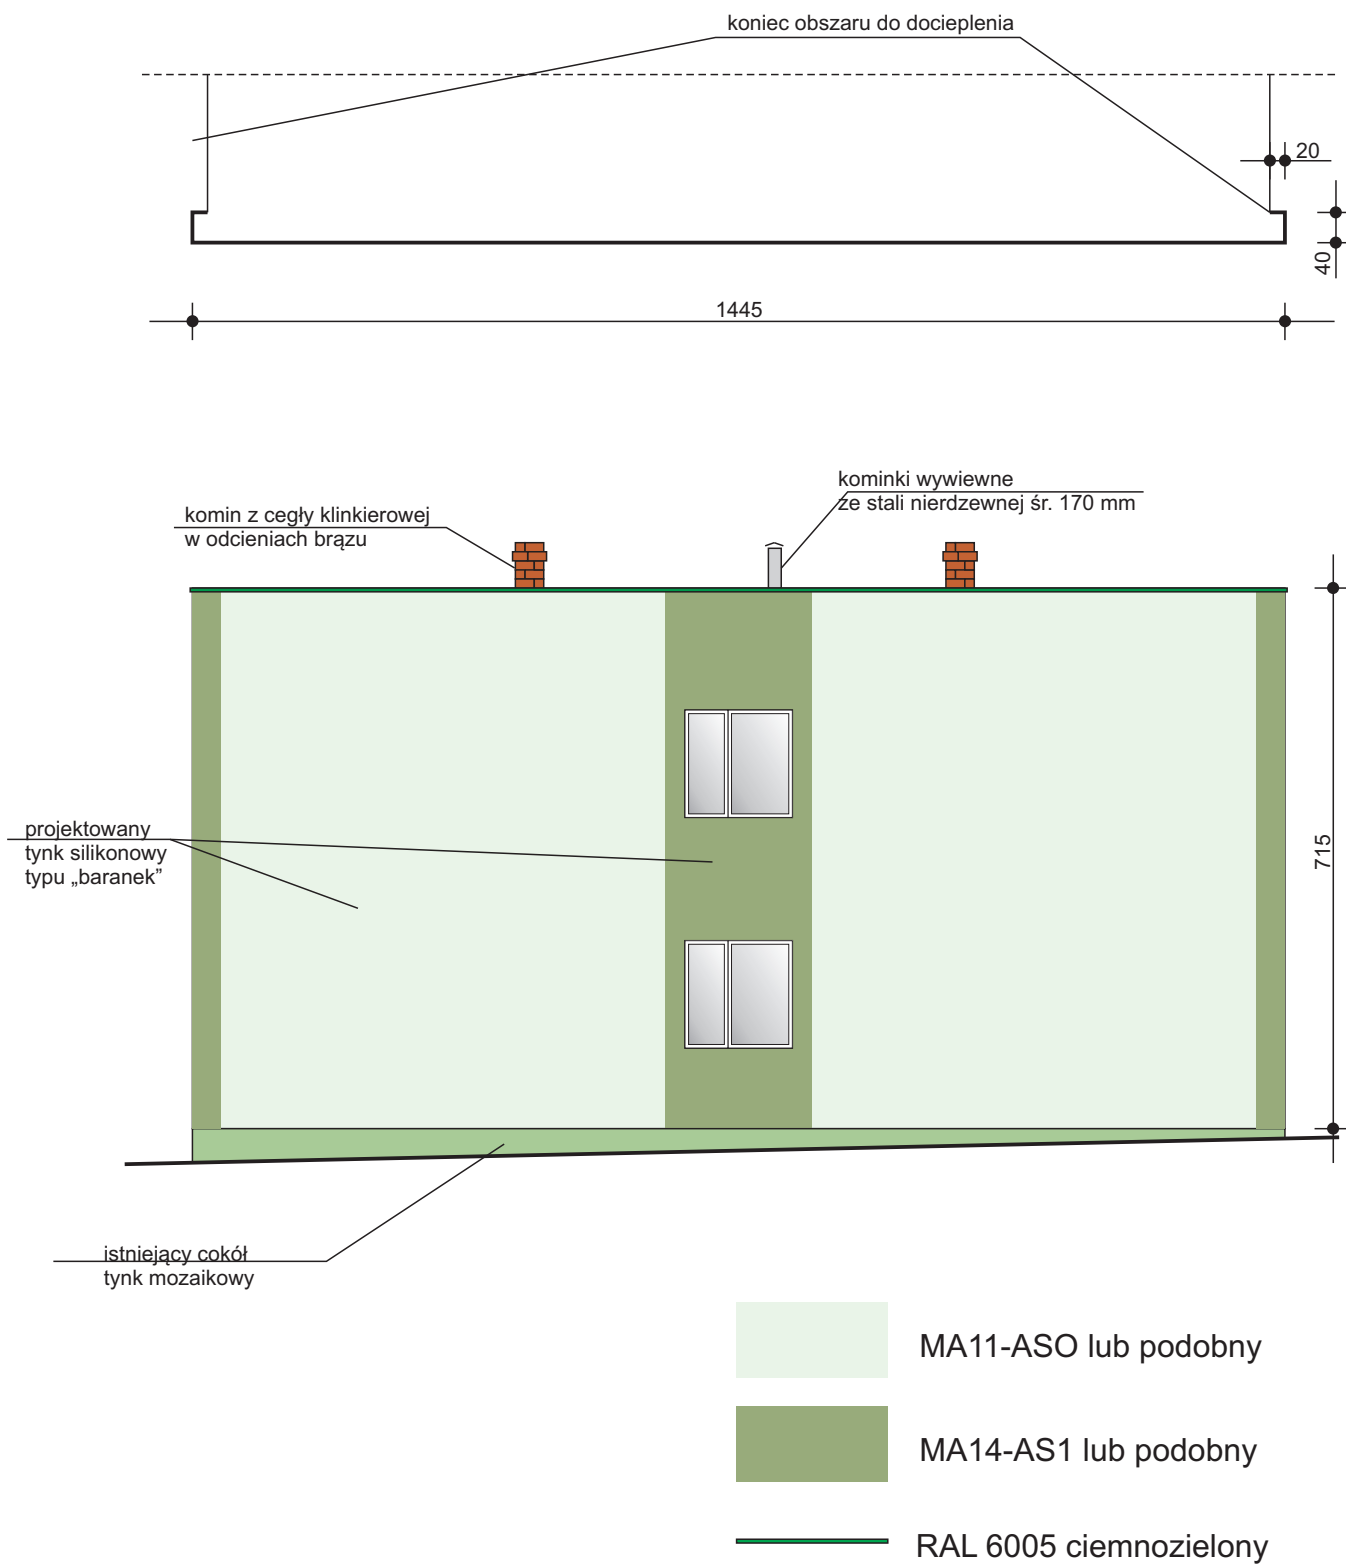 koniec obszaru do docieplenia
20
40
1445
kominki wywiewne
ze stali nierdzewnej śr. 170 mm
komin z cegły klinkierowej
w odcieniach brązu
projektowany
tynk silikonowy
typu „baranek”
715
istniejący cokół
tynk mozaikowy
MA11-ASO lub podobny
MA14-AS1 lub podobny
RAL 6005 ciemnozielony